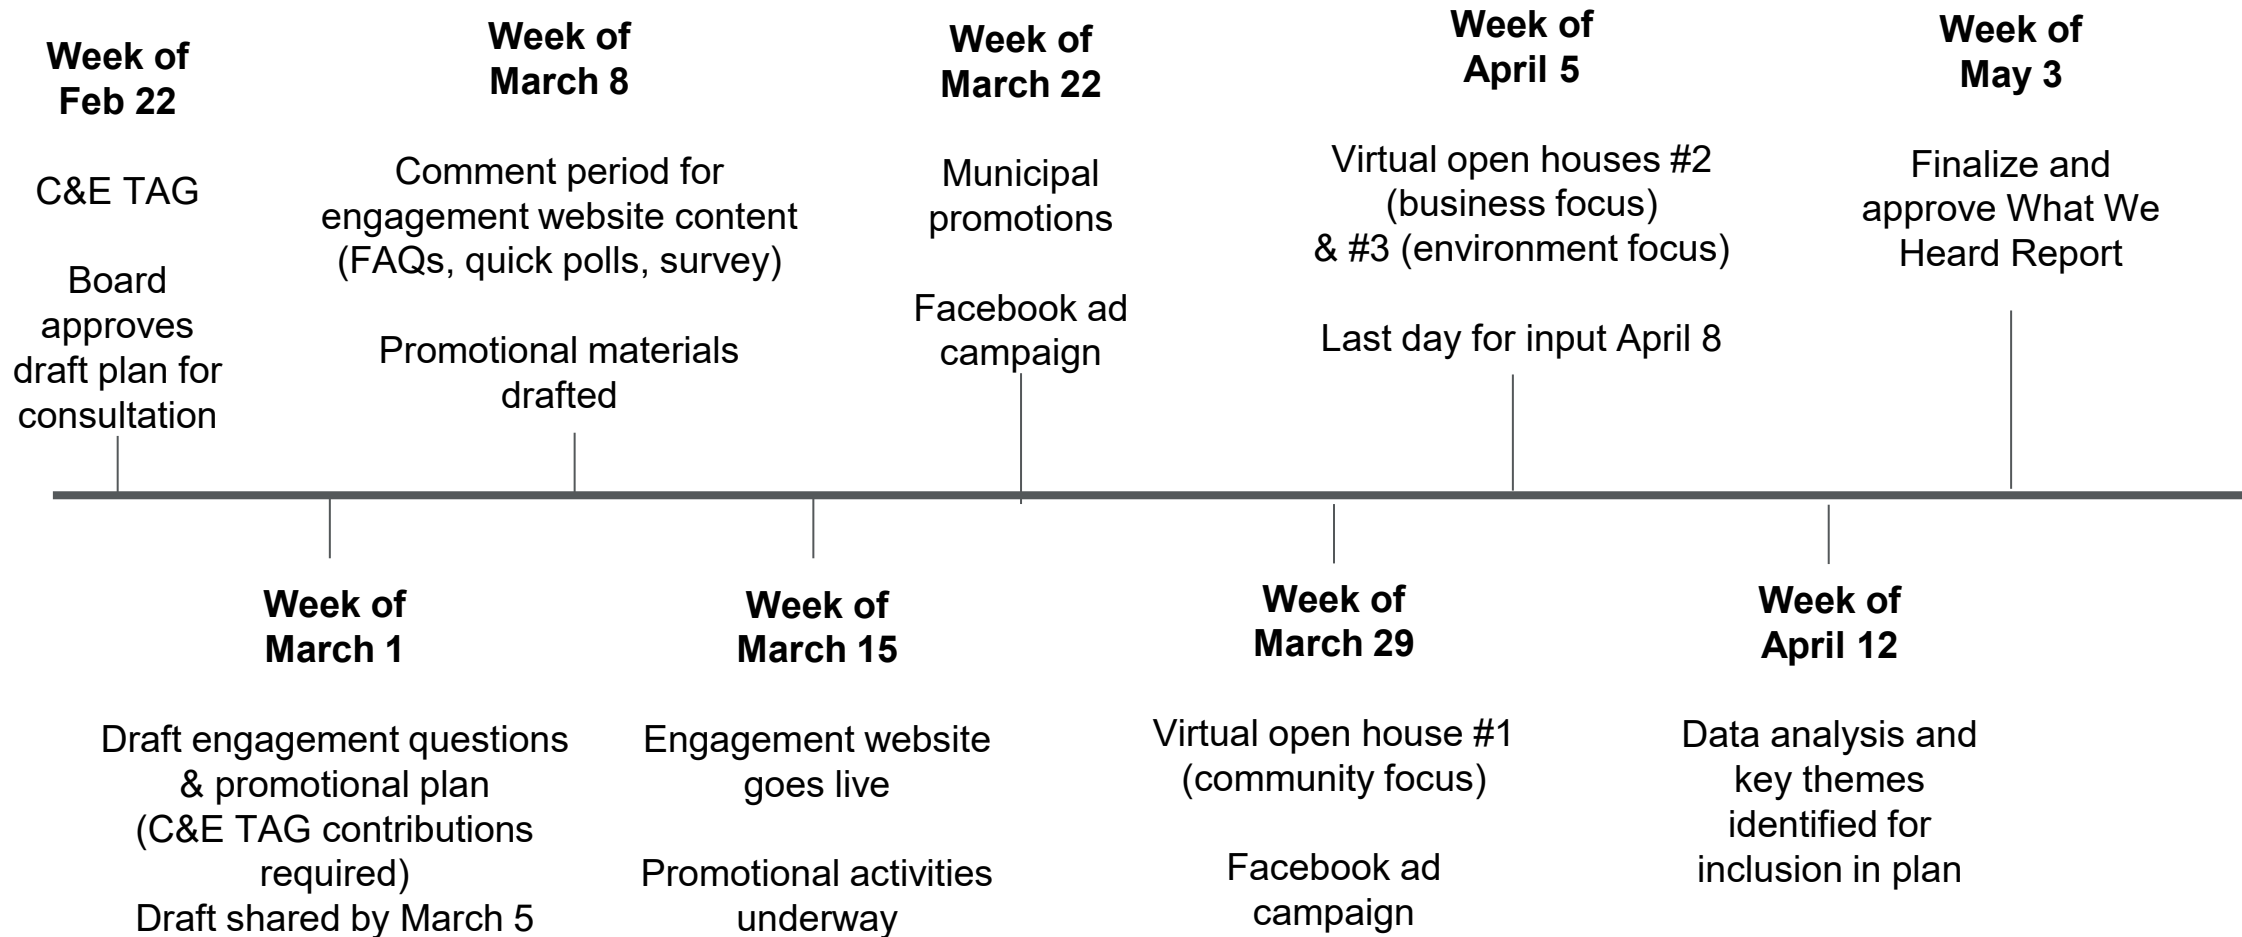 Week of
Feb 22
C&E TAG
Board
approves
draft plan for
consultation
Week of
March 8
Comment period for
engagement website content
(FAQs, quick polls, survey)
Promotional materials
drafted
Week of
March 22
Municipal
promotions
Facebook ad
campaign
Week of
April 5
Virtual open houses #2
(business focus)
& #3 (environment focus)
Last day for input April 8
Week of
May 3
Finalize and
approve What We
Heard Report
Week of
March 1
Draft engagement questions
& promotional plan
(C&E TAG contributions
required)
Draft shared by March 5
Week of
March 15
Engagement website
goes live
Promotional activities
underway
Week of
March 29
Virtual open house #1
(community focus)
Facebook ad
campaign
Week of
April 12
Data analysis and
key themes
identified for
inclusion in plan